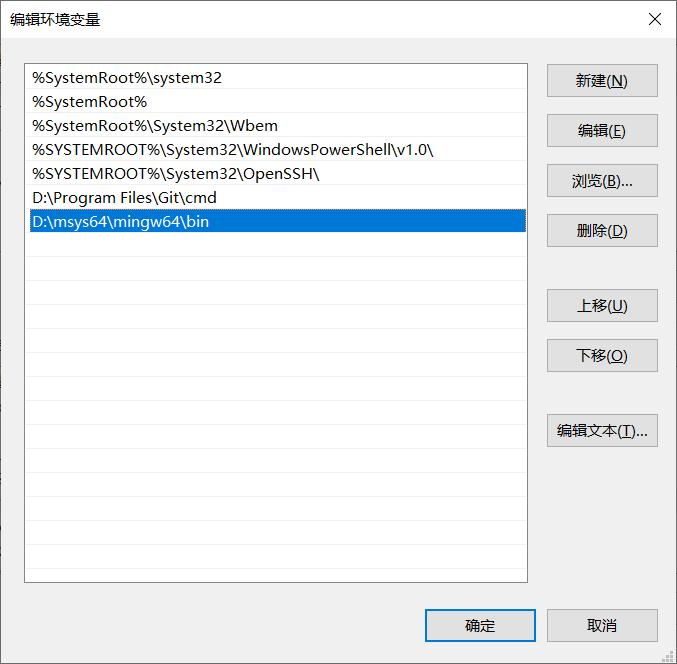 编辑环境变量
%SystemRoot%\system32
%SystemRoot%
%SystemRoot%\System32\Wbem
%SYSTEMROOT%\System32\WindowsPowerShell\v1.0\
%SYSTEMROOT%\System32\OpenSSH\
D:\Program Files\Git\cmd
D:\msys64\mingw64\bin
新建(N)
编辑(E)
浏览(B)...
删除(D)
上移(U)
下移(O)
编辑文本(T)...
确定
取消